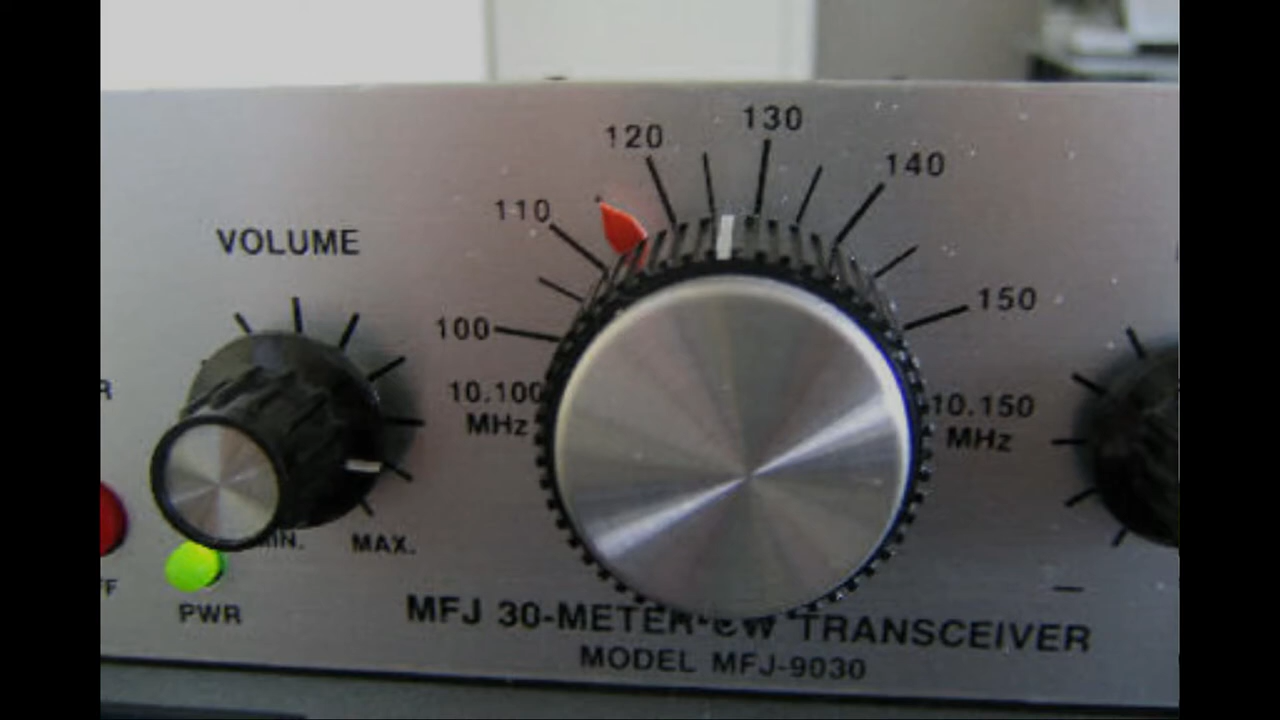 130
120
140
110
VOLUME
150
100
10.100
MHz
10.150
MHz
MAX.
PWR
MFJ 30-METER CW TRANSCEIVER
MODEL MFJ-9030